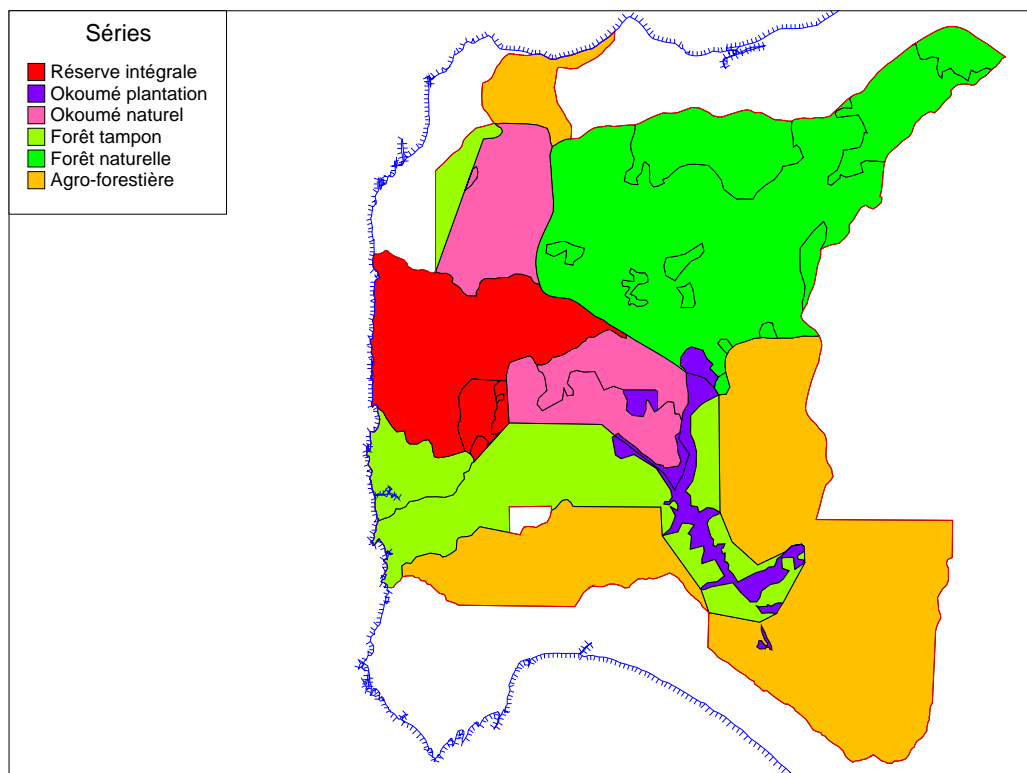 Séries
Réserve intégrale
Okoumé plantation
Okoumé naturel
Forêt tampon
Forêt naturelle
Agro-forestière